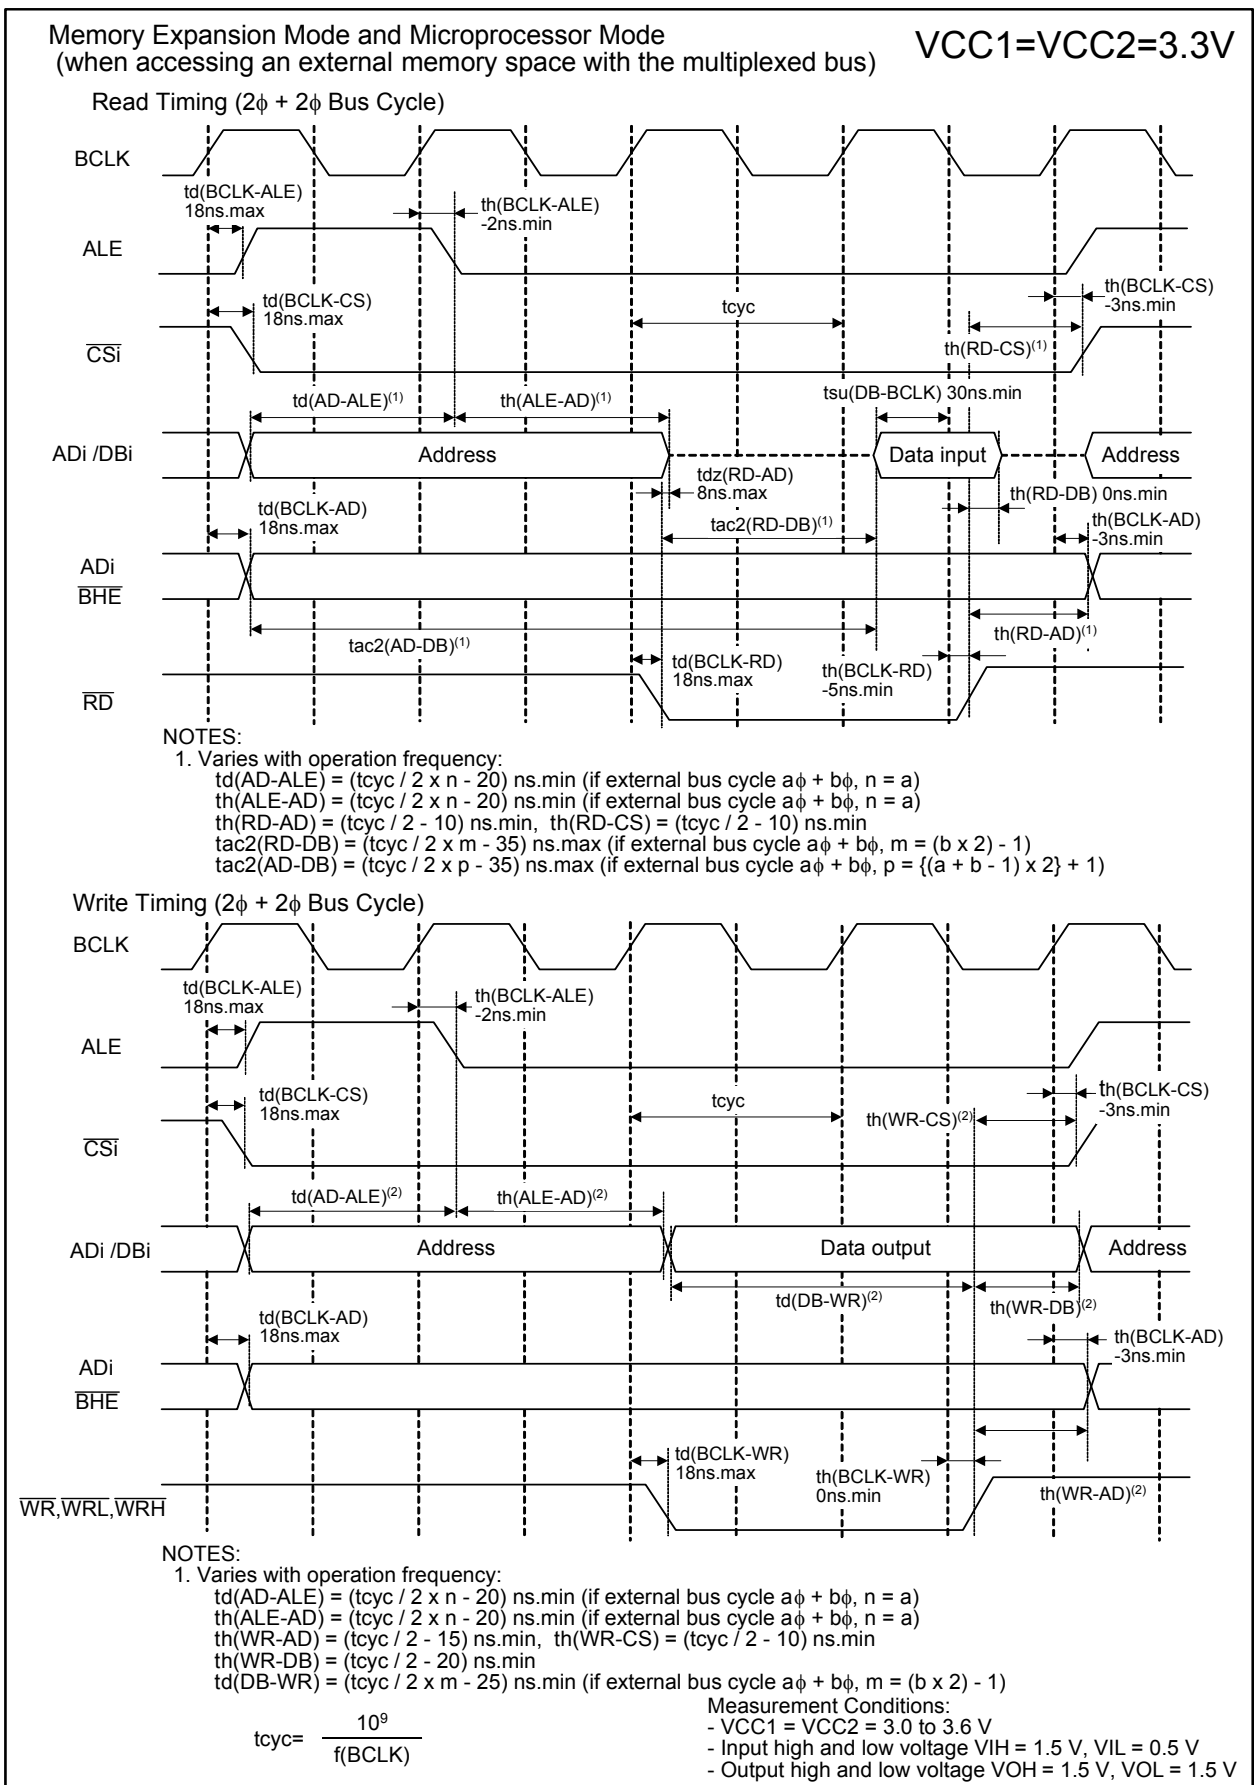 Memory Expansion Mode and Microprocessor Mode
(when accessing an external memory space with the multiplexed bus)
VCC1=VCC2=3.3V
Read Timing (2ϕ + 2ϕ Bus Cycle)
BCLK
td(BCLK-ALE)
18ns.max
th(BCLK-ALE)
-2ns.min
ALE
td(BCLK-CS)
18ns.max
tcyc
th(BCLK-CS)
-3ns.min
CSi
th(RD-CS)(1)
td(AD-ALE)(1)
th(ALE-AD)(1)
tsu(DB-BCLK) 30ns.min
ADi /DBi
Address
Data input
Address
tdz(RD-AD)
8ns.max
th(RD-DB) 0ns.min
td(BCLK-AD)
18ns.max
tac2(RD-DB)(1)
th(BCLK-AD)
-3ns.min
ADi
BHE
tac2(AD-DB)(1)
th(RD-AD)(1)
td(BCLK-RD)
18ns.max
th(BCLK-RD)
-5ns.min
RD
NOTES:
1. Varies with operation frequency:
td(AD-ALE) = (tcyc / 2 x n - 20) ns.min (if external bus cycle aϕ + bϕ, n = a)
th(ALE-AD) = (tcyc / 2 x n - 20) ns.min (if external bus cycle aϕ + bϕ, n = a)
th(RD-AD) = (tcyc / 2 - 10) ns.min, th(RD-CS) = (tcyc / 2 - 10) ns.min
tac2(RD-DB) = (tcyc / 2 x m - 35) ns.max (if external bus cycle aϕ + bϕ, m = (b x 2) - 1)
tac2(AD-DB) = (tcyc / 2 x p - 35) ns.max (if external bus cycle aϕ + bϕ, p = {(a + b - 1) x 2} + 1)
Write Timing (2ϕ + 2ϕ Bus Cycle)
BCLK
td(BCLK-ALE)
18ns.max
th(BCLK-ALE)
-2ns.min
ALE
td(BCLK-CS)
18ns.max
tcyc
th(WR-CS)(2)
th(BCLK-CS)
-3ns.min
CSi
td(AD-ALE)(2)
th(ALE-AD)(2)
ADi /DBi
Address
Data output
Address
td(DB-WR)(2)
th(WR-DB)(2)
td(BCLK-AD)
18ns.max
th(BCLK-AD)
-3ns.min
ADi
BHE
td(BCLK-WR)
18ns.max
th(BCLK-WR)
0ns.min
th(WR-AD)(2)
WR,WRL,WRH
NOTES:
1. Varies with operation frequency:
td(AD-ALE) = (tcyc / 2 x n - 20) ns.min (if external bus cycle aϕ + bϕ, n = a)
th(ALE-AD) = (tcyc / 2 x n - 20) ns.min (if external bus cycle aϕ + bϕ, n = a)
th(WR-AD) = (tcyc / 2 - 15) ns.min, th(WR-CS) = (tcyc / 2 - 10) ns.min
th(WR-DB) = (tcyc / 2 - 20) ns.min
td(DB-WR) = (tcyc / 2 x m - 25) ns.min (if external bus cycle aϕ + bϕ, m = (b x 2) - 1)
tcyc=
10⁹
f(BCLK)
Measurement Conditions:
- VCC1 = VCC2 = 3.0 to 3.6 V
- Input high and low voltage VIH = 1.5 V, VIL = 0.5 V
- Output high and low voltage VOH = 1.5 V, VOL = 1.5 V